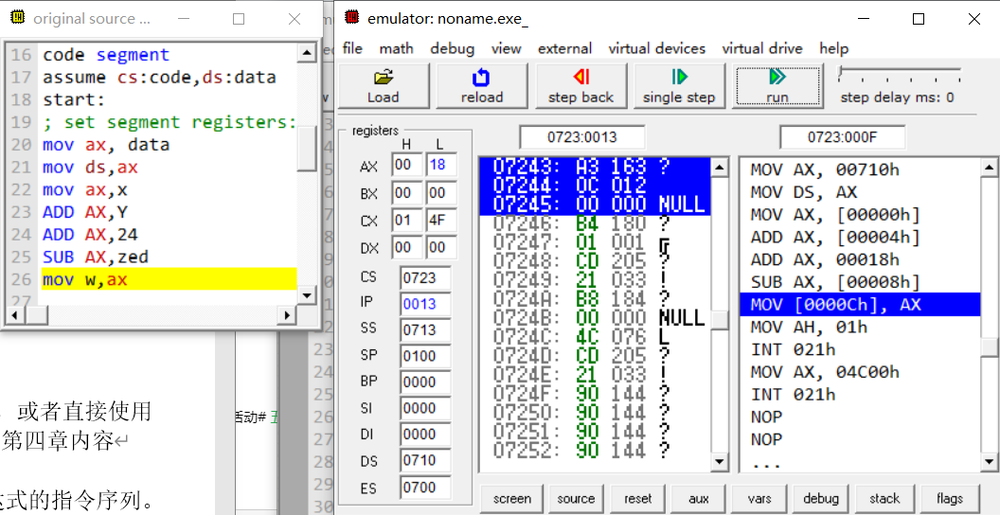 original source ...
16 code segment
17 assume cs:code,ds:data
18 start:
19 ; set segment registers:
20 mov ax, data
21 mov ds,ax
22 mov ax,x
23 ADD AX,Y
24 ADD AX,24
25 SUB AX,zed
26 mov w,ax
27
或者直接使用
第四章内容↵
达式的指令序列。
活动# 五
emulator: noname.exe_
file math debug view external virtual devices virtual drive help
Load reload step back single step run step delay ms: 0
registers
H L
AX 00 18
BX 00 00
CX 01 4F
DX 00 00
CS 0723
IP 0013
SS 0713
SP 0100
BP 0000
SI 0000
DI 0000
DS 0710
ES 0700
0723:0013
07243: A3 163 ?
07244: 0C 012
07245: 00 000 NULL
07246: B4 180 ?
07247: 01 001 ┏
07248: CD 205 ?
07249: 21 033 !
0724A: B8 184 ?
0724B: 00 000 NULL
0724C: 4C 076 L
0724D: CD 205 ?
0724E: 21 033 !
0724F: 90 144 ?
07250: 90 144 ?
07251: 90 144 ?
07252: 90 144 ?
0723:000F
MOV AX, 00710h
MOV DS, AX
MOV AX, [00000h]
ADD AX, [00004h]
ADD AX, 00018h
SUB AX, [00008h]
MOV [0000Ch], AX
MOV AH, 01h
INT 021h
MOV AX, 04C00h
INT 021h
NOP
NOP
...
screen source reset aux vars debug stack flags